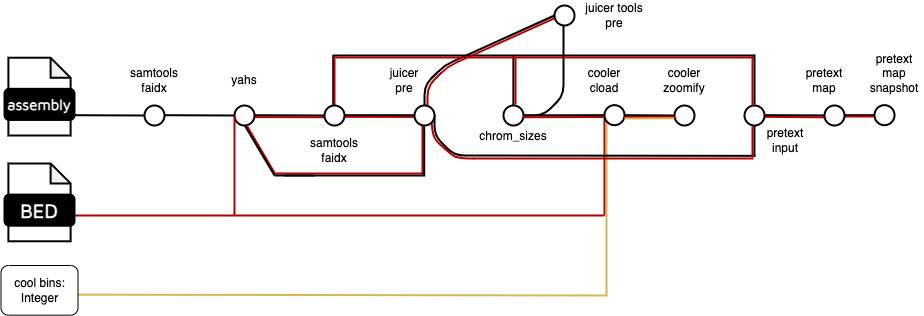 juicer tools
pre
samtools
faidx
yahs
juicer
pre
cooler
cload
cooler
zoomify
pretext
map
pretext
map
snapshot
assembly
samtools
faidx
chrom_sizes
pretext
input
BED
cool bins:
Integer